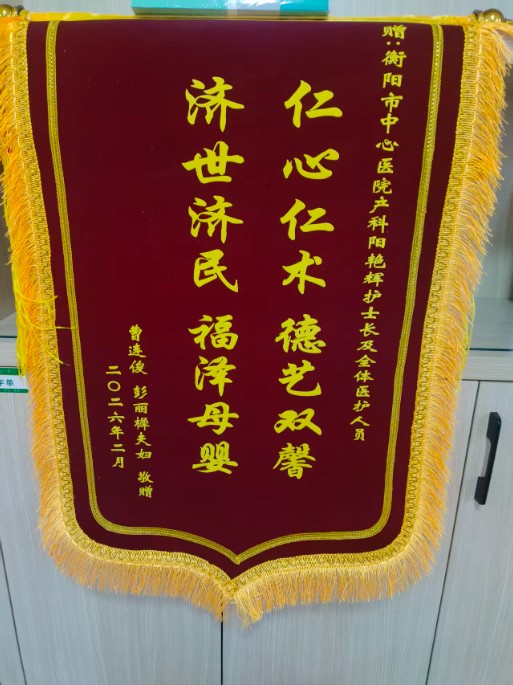 赠:衡阳市中心医院产科阳艳辉护士长及全体医护人员
仁心仁术 德艺双馨
济世济民 福泽母婴
曹连俊 彭丽桦夫妇 敬赠
二〇二六年二月